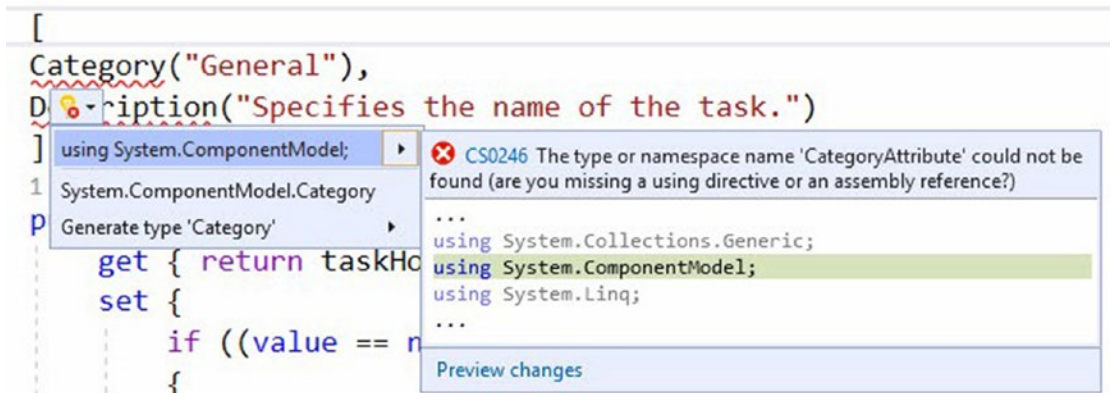 [
Category("General"),
D ription("Specifies the name of the task.")
]
using System.ComponentModel;
System.ComponentModel.Category
Generate type 'Category'
CS0246 The type or namespace name 'CategoryAttribute' could not be
found (are you missing a using directive or an assembly reference?)
...
using System.Collections.Generic;
using System.ComponentModel;
using System.Linq;
...
Preview changes
1
p
get { return taskHo
set {
if ((value == n
{